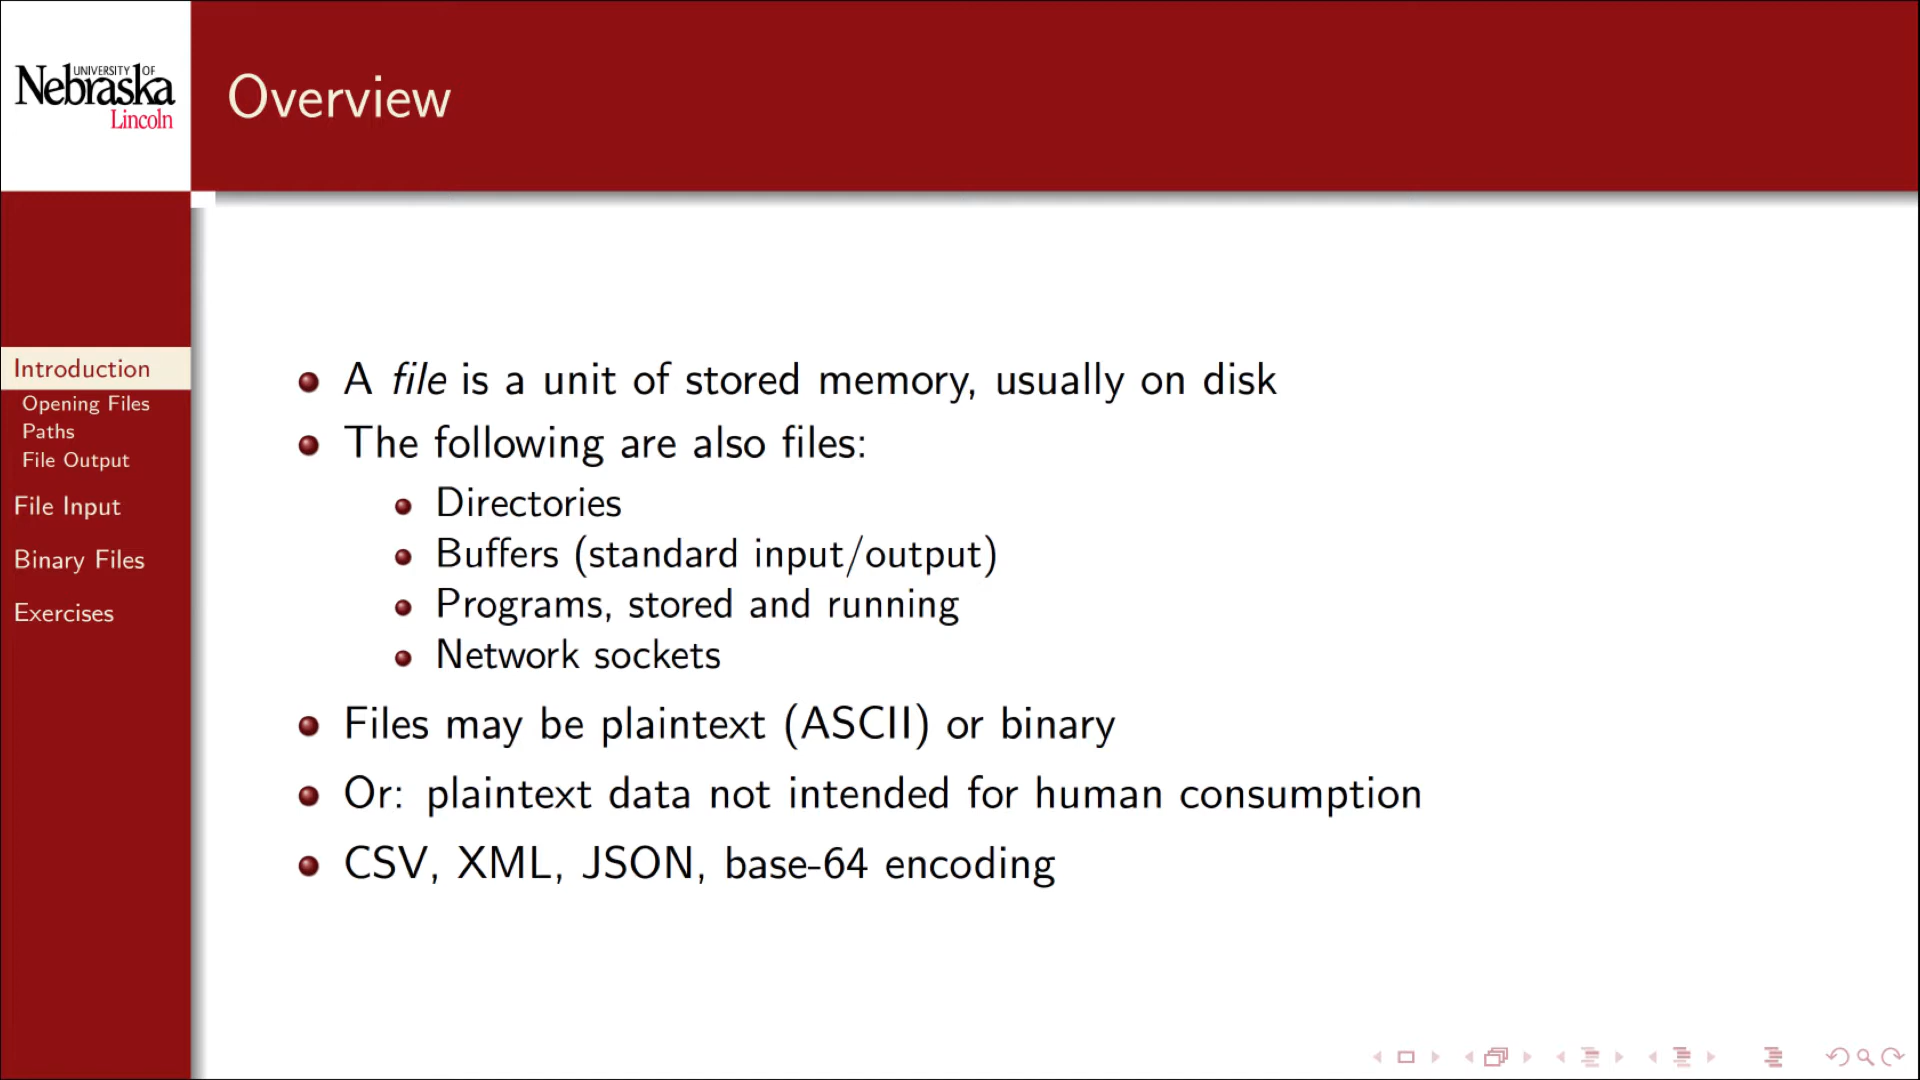 UNIVERSITY OF
Nebraska
Lincoln
Overview
Introduction
Opening Files
Paths
File Output
File Input
Binary Files
Exercises
A file is a unit of stored memory, usually on disk
The following are also files:
Directories
Buffers (standard input/output)
Programs, stored and running
Network sockets
Files may be plaintext (ASCII) or binary
Or: plaintext data not intended for human consumption
CSV, XML, JSON, base-64 encoding